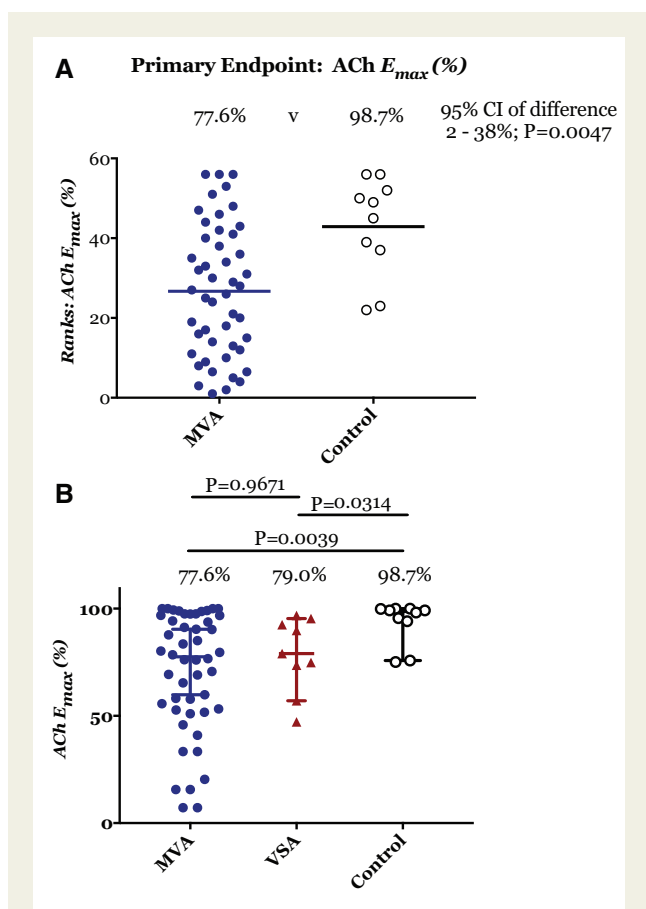 A
Primary Endpoint: ACh Emax (%)
77.6% v 98.7% 95% CI of difference
2 - 38%; P=0.0047
Ranks: ACh Emax (%)
60
40
20
0
MVA Control
B
P=0.9671
P=0.0314
P=0.0039
77.6% 79.0% 98.7%
ACh Emax (%)
100
50
0
MVA VSA Control